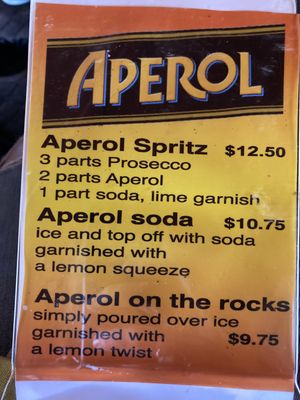 APEROL
Aperol Spritz $12.50
3 parts Prosecco
2 parts Aperol
1 part soda, lime garnish
Aperol soda $10.75
ice and top off with soda
garnished with
a lemon squeeze
Aperol on the rocks
simply poured over ice
garnished with $9.75
a lemon twist